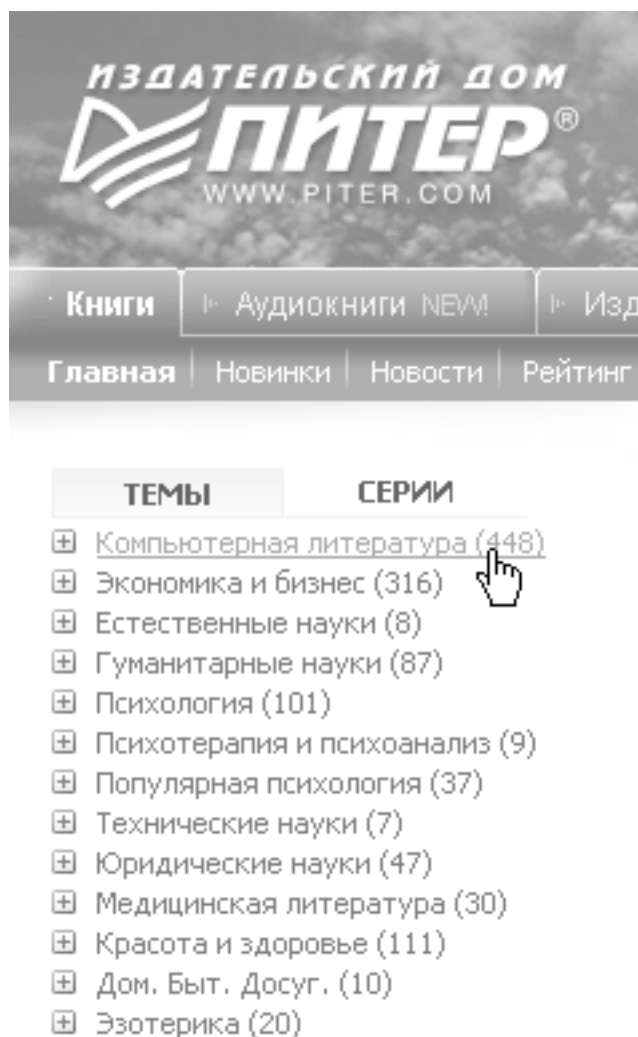 ИЗДАТЕЛЬСКИЙ ДОМ
ПИТЕР®
WWW.PITER.COM
Книги Аудиокниги NEW! Изд
Главная Новинки Новости Рейтинг
ТЕМЫ СЕРИИ
Компьютерная литература (448)
Экономика и бизнес (316)
Естественные науки (8)
Гуманитарные науки (87)
Психология (101)
Психотерапия и психоанализ (9)
Популярная психология (37)
Технические науки (7)
Юридические науки (47)
Медицинская литература (30)
Красота и здоровье (111)
Дом. Быт. Досуг. (10)
Эзотерика (20)